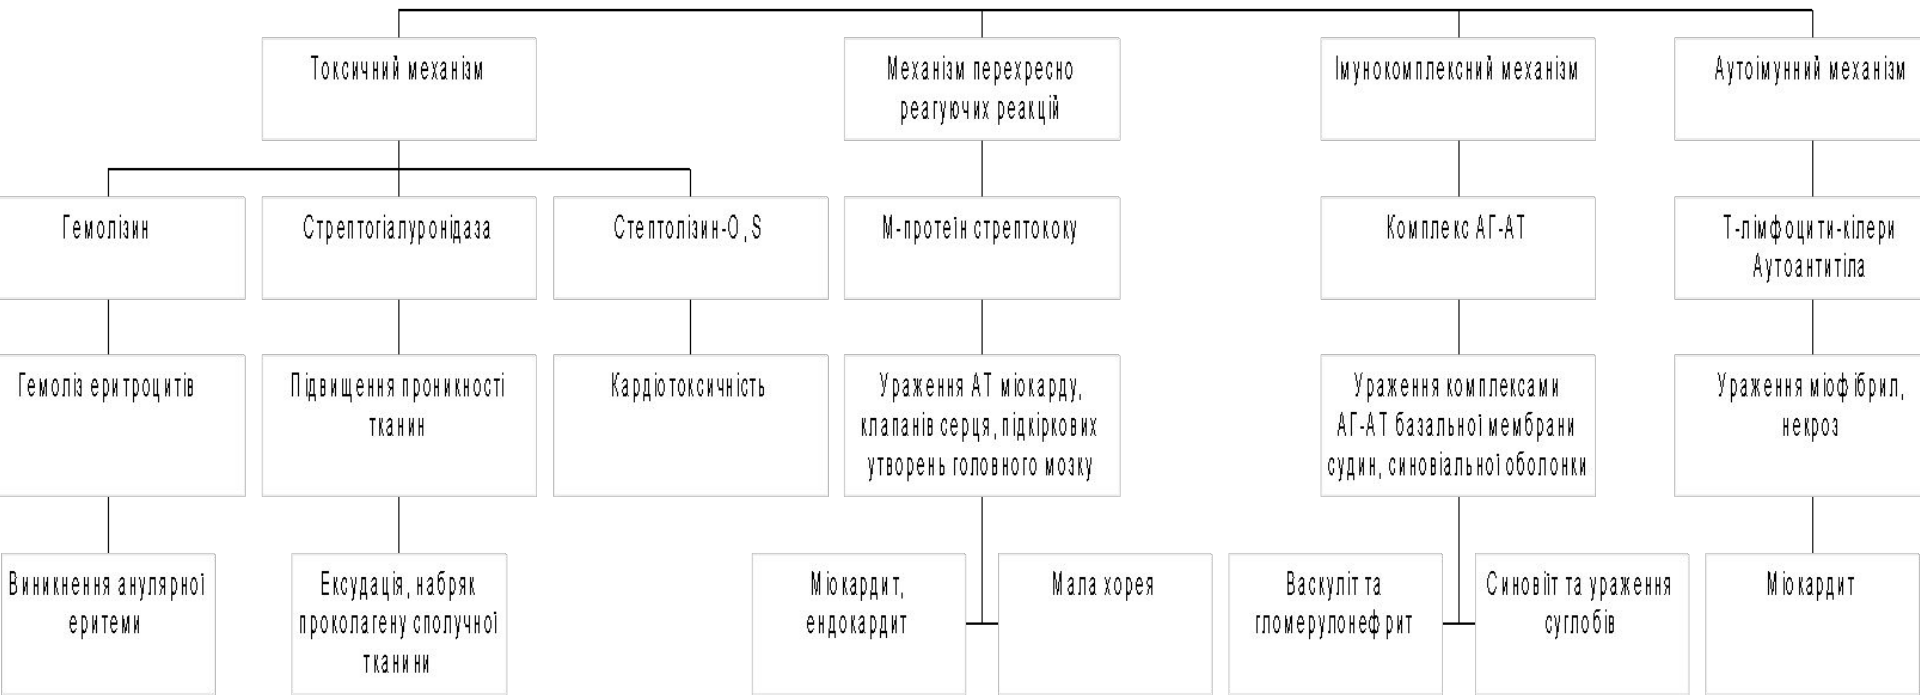 Токсичний механізм
Механізм перехресно
реагуючих реакцій
Імунокомплексний механізм
Аутоімунний механізм
Гемолізин
Стрептогіалуронідаза
Стептолізин-О, S
М-протеїн стрептококу
Комплекс АГ-АТ
Т-лімфоцити-кілери
Аутоантитіла
Гемоліз еритроцитів
Підвищення проникності
тканин
Кардіотоксичність
Ураження АТ міокарду,
клапанів серця, підкіркових
утворень головного мозку
Ураження комплексами
АГ-АТ базальної мембрани
судин, синовіальної оболонки
Ураження міофібрил,
некроз
Виникнення анулярної
еритеми
Ексудація, набряк
проколагену сполучної
тканини
Міокардит,
ендокардит
Мала хорея
Васкуліт та
гломерулонефрит
Синовіїт та ураження
суглобів
Міокардит